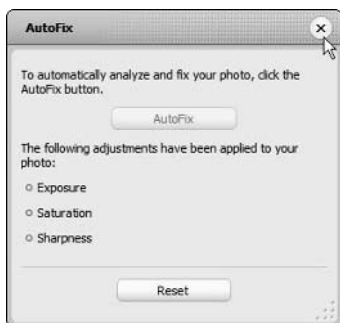 AutoFix
To automatically analyze and fix your photo, click the
AutoFix button.
AutoFix
The following adjustments have been applied to your
photo:
Exposure
Saturation
Sharpness
Reset